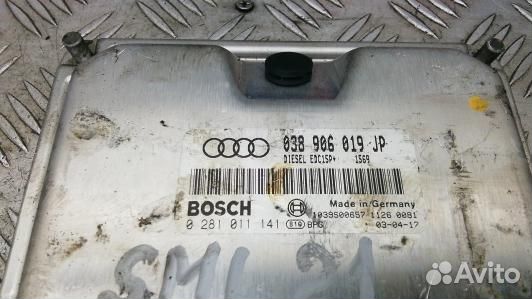 038 906 019 JP
DIESEL EDC15P+ 1569
BOSCH Made in Germany
1039S00657 1126 0081
0 281 011 141 BPG 03-04-17
Avito